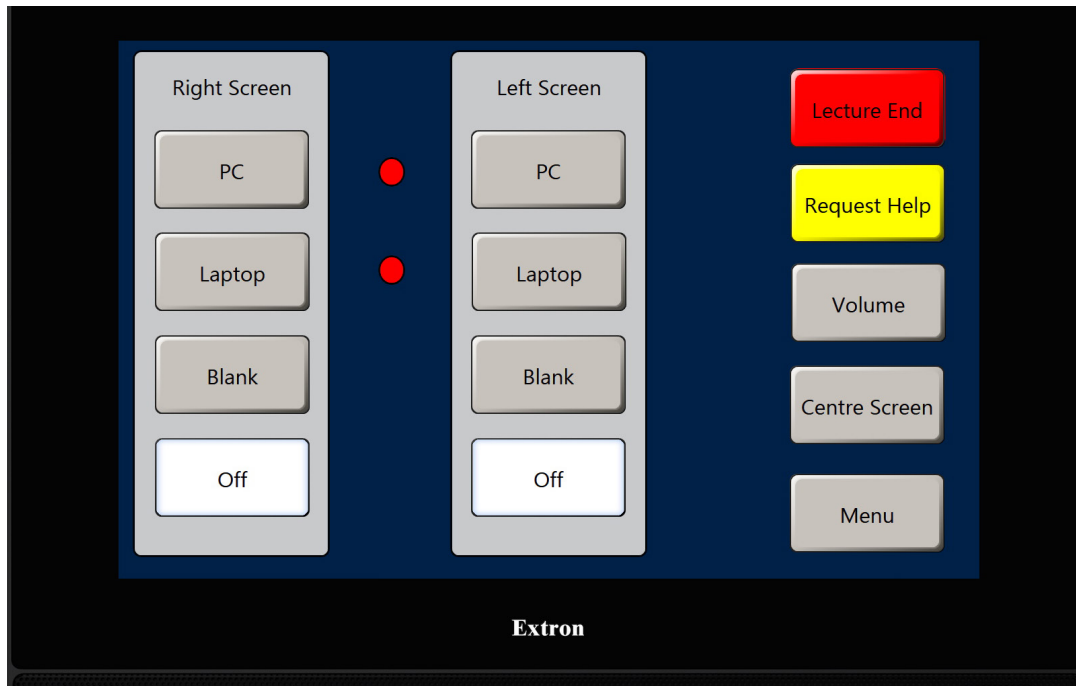 Right Screen
PC
Laptop
Blank
Off
Left Screen
PC
Laptop
Blank
Off
Lecture End
Request Help
Volume
Centre Screen
Menu
Extron